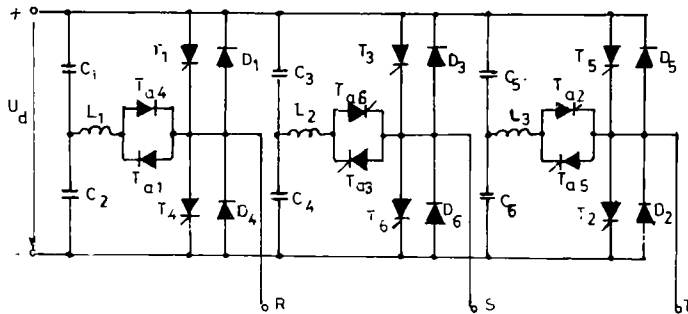 +
U_d
-
C_1
C_2
L_1
T_a4
T_a1
T_1
D_1
T_4
D_4
R
C_3
C_4
L_2
T_a6
T_a3
T_3
D_3
T_6
D_6
S
C_5
C_6
L_3
T_a2
T_a5
T_5
D_5
T_2
D_2
T